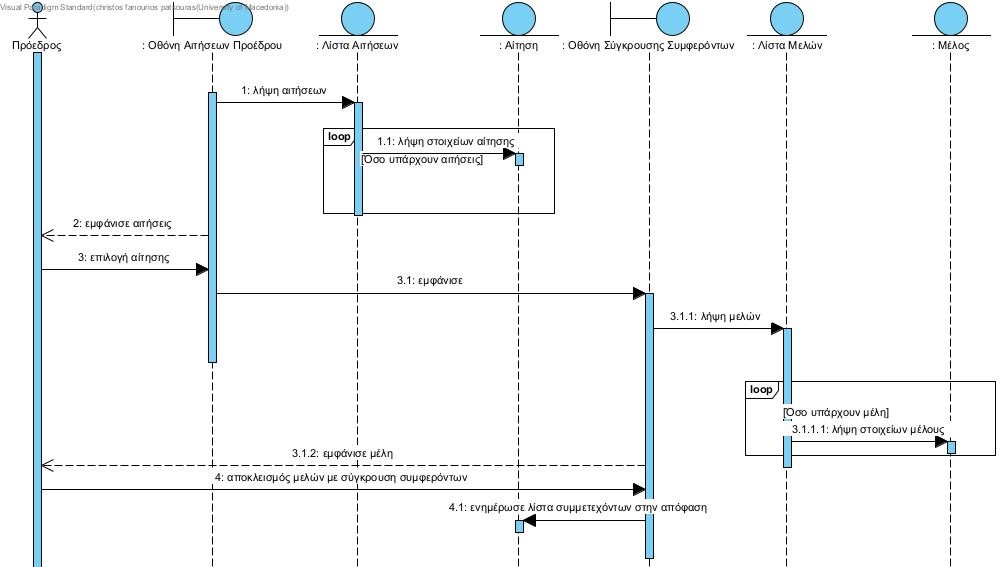 Visual Paradigm Standard(christos fanourios patsouras(University of Macedonia))
Πρόεδρος
: Οθόνη Αιτήσεων Προέδρου
: Λίστα Αιτήσεων
: Αίτηση
: Οθόνη Σύγκρουσης Συμφερόντων
: Λίστα Μελών
: Μέλος
1: λήψη αιτήσεων
loop
1.1: λήψη στοιχείων αίτησης
[Όσο υπάρχουν αιτήσεις]
2: εμφάνισε αιτήσεις
3: επιλογή αίτησης
3.1: εμφάνισε
3.1.1: λήψη μελών
loop
[Όσο υπάρχουν μέλη]
3.1.1.1: λήψη στοιχείων μέλους
3.1.2: εμφάνισε μέλη
4: αποκλεισμός μελών με σύγκρουση συμφερόντων
4.1: ενημέρωσε λίστα συμμετεχόντων στην απόφαση